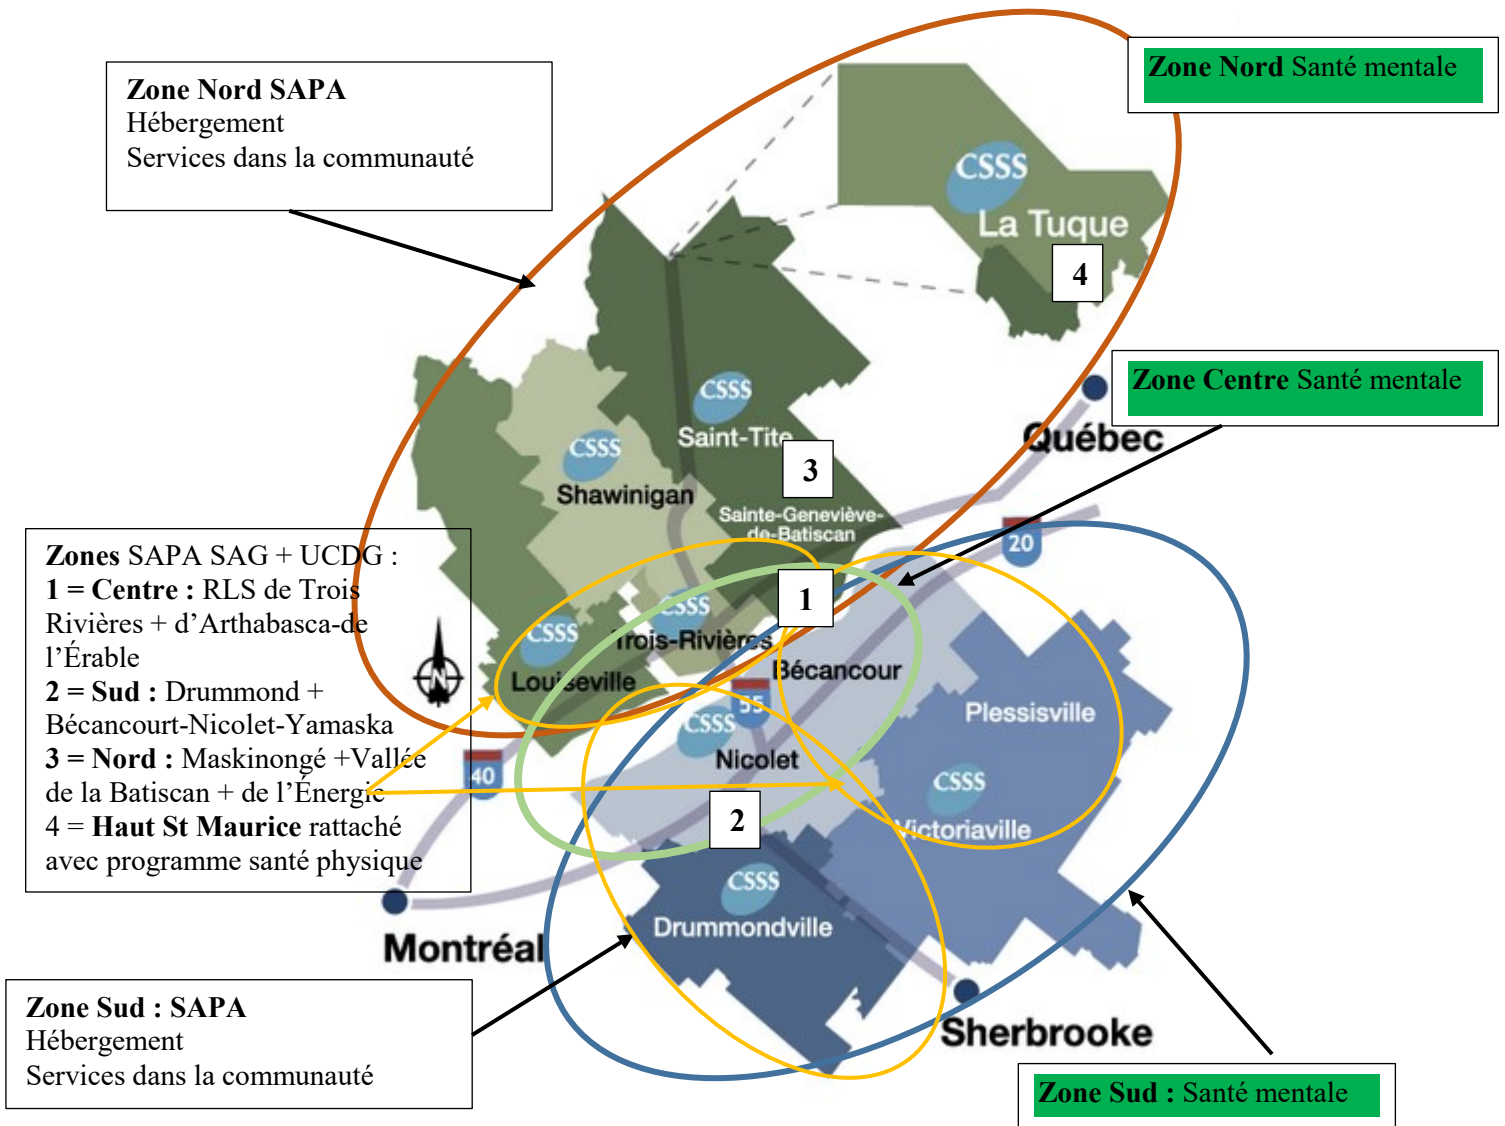 Zone Nord Santé mentale
Zone Nord SAPA
Hébergement
Services dans la communauté
CSSS
La Tuque
4
Zone Centre Santé mentale
CSSS
Saint-Tite
Québec
CSSS
Shawinigan
3
Sainte-Geneviève-
de-Batiscan
20
Zones SAPA SAG + UCDG :
1 = Centre : RLS de Trois
Rivières + d’Arthabasca-de
l’Érable
2 = Sud : Drummond +
Bécancourt-Nicolet-Yamaska
3 = Nord : Maskinongé +Vallée
de la Batiscan + de l’Énergie
4 = Haut St Maurice rattaché
avec programme santé physique
N
1
CSSS
Trois-Rivières
CSSS
Louiseville
Bécancour
55
CSSS
Nicolet
Plessisville
40
CSSS
Victoriaville
2
CSSS
Drummondville
Montréal
Sherbrooke
Zone Sud : SAPA
Hébergement
Services dans la communauté
Zone Sud : Santé mentale